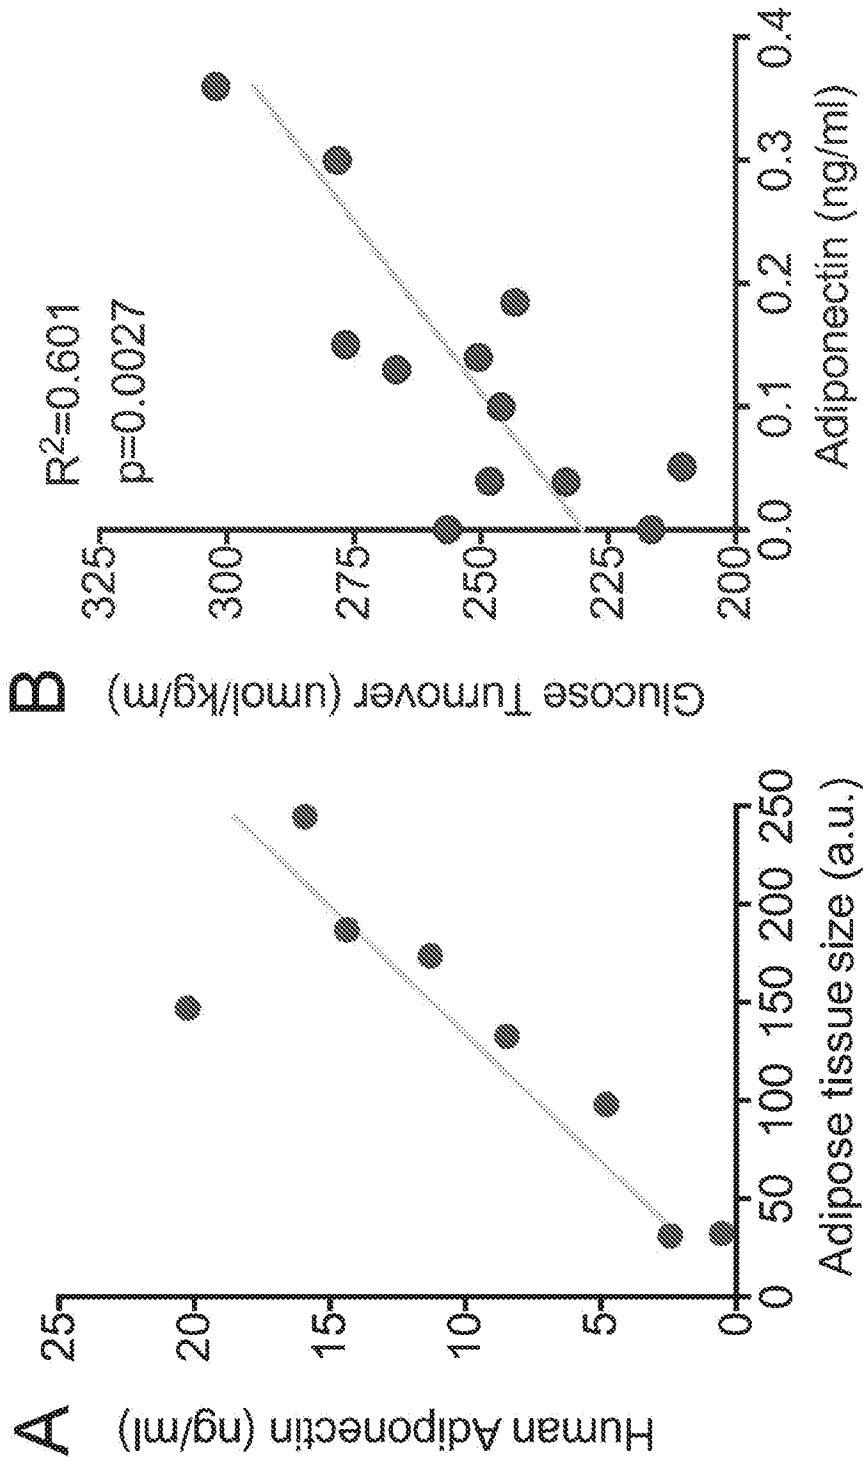 A
Human Adiponectin (ng/ml)
25
20
15
10
5
0
0 50 100 150 200 250
Adipose tissue size (a.u.)
B
Glucose Turnover (umol/kg/m)
R2=0.601
p=0.0027
325
300
275
250
225
200
0.0 0.1 0.2 0.3 0.4
Adiponectin (ng/ml)